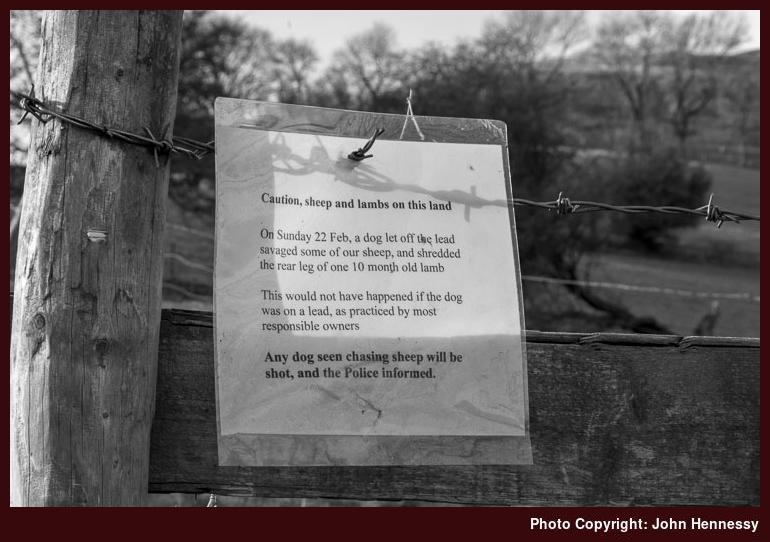 Caution, sheep and lambs on this land
On Sunday 22 Feb, a dog let off the lead
savaged some of our sheep, and shredded
the rear leg of one 10 month old lamb
This would not have happened if the dog
was on a lead, as practiced by most
responsible owners
Any dog seen chasing sheep will be
shot, and the Police informed.
Photo Copyright: John Hennessy